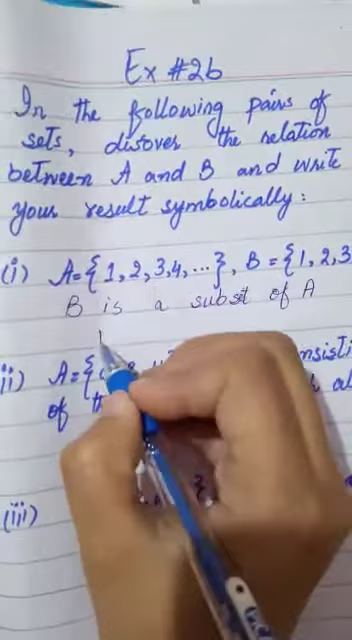 Ex #2b
In the following pairs of
sets, discover the relation
between A and B and write
your result symbolically:
(i) A={1,2,3,4,...}, B={1,2,3
B is a subset of A
ii) A={
of
(iii)